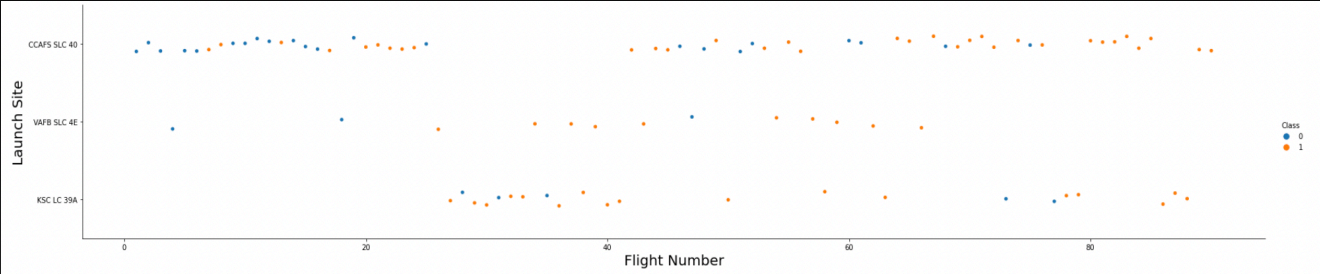 Launch Site
CCAFS SLC 40
VAFB SLC 4E
KSC LC 39A
0 20 40 60 80
Flight Number
Class
0
1